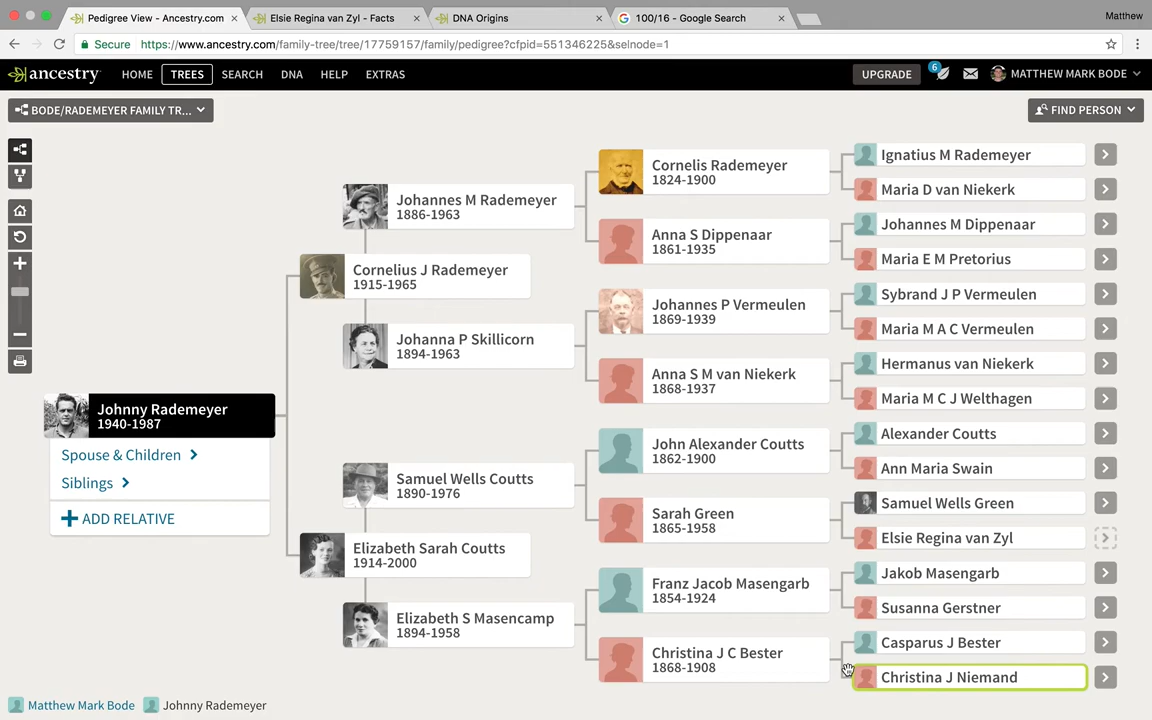 Pedigree View - Ancestry.com
Elsie Regina van Zyl - Facts
DNA Origins
100/16 - Google Search
Matthew
Secure
https://www.ancestry.com/family-tree/tree/17759157/family/pedigree?cfpid=551346225&selnode=1
ancestry
HOME
TREES
SEARCH
DNA
HELP
EXTRAS
UPGRADE
6
MATTHEW MARK BODE
BODE/RADEMEYER FAMILY TR...
FIND PERSON
Johnny Rademeyer
1940-1987
Spouse & Children
Siblings
ADD RELATIVE
Cornelius J Rademeyer
1915-1965
Elizabeth Sarah Coutts
1914-2000
Johannes M Rademeyer
1886-1963
Johanna P Skillicorn
1894-1963
Samuel Wells Coutts
1890-1976
Elizabeth S Masencamp
1894-1958
Cornelis Rademeyer
1824-1900
Anna S Dippenaar
1861-1935
Johannes P Vermeulen
1869-1939
Anna S M van Niekerk
1868-1937
John Alexander Coutts
1862-1900
Sarah Green
1865-1958
Franz Jacob Masengarb
1854-1924
Christina J C Bester
1868-1908
Ignatius M Rademeyer
Maria D van Niekerk
Johannes M Dippenaar
Maria E M Pretorius
Sybrand J P Vermeulen
Maria M A C Vermeulen
Hermanus van Niekerk
Maria M C J Welthagen
Alexander Coutts
Ann Maria Swain
Samuel Wells Green
Elsie Regina van Zyl
Jakob Masengarb
Susanna Gerstner
Casparus J Bester
Christina J Niemand
Matthew Mark Bode
Johnny Rademeyer